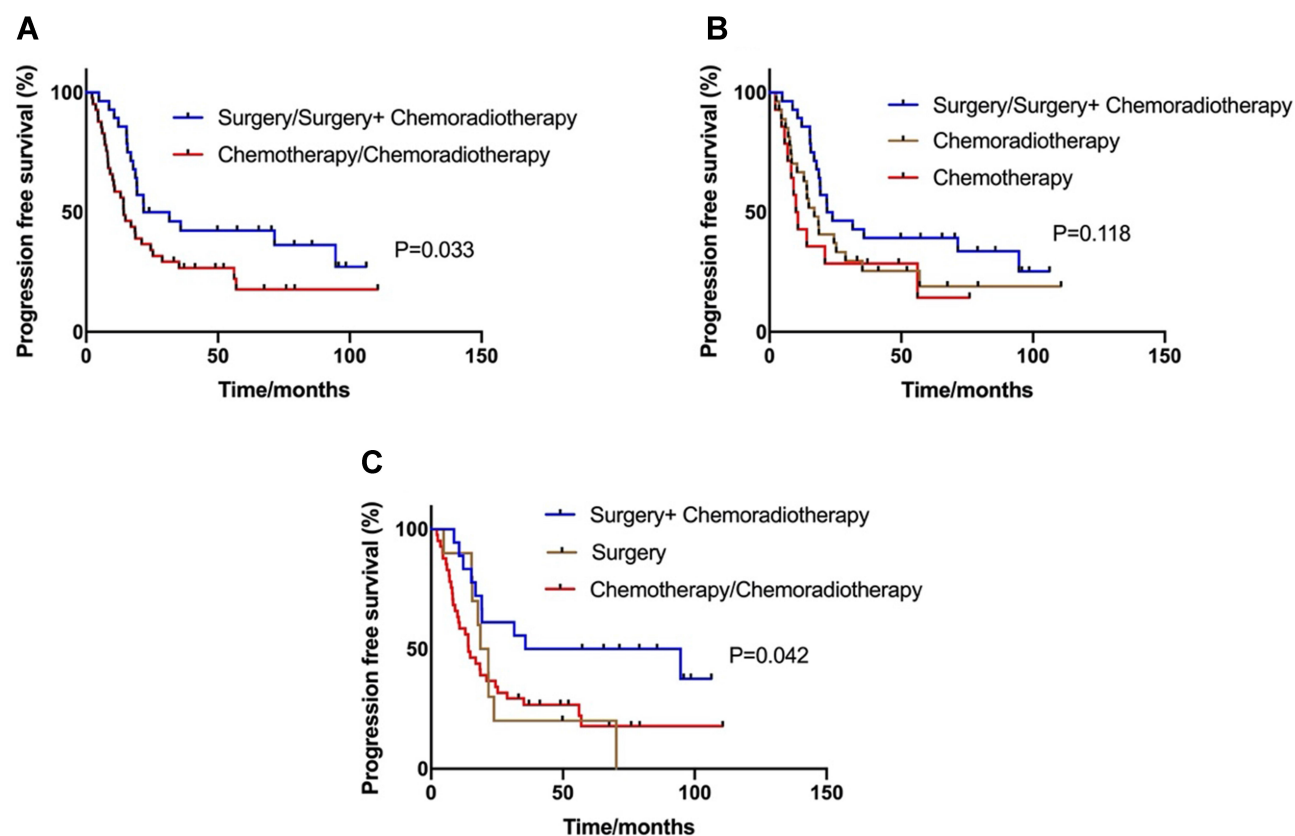 A
Progression free survival (%)
100
50
0
Surgery/Surgery+ Chemoradiotherapy
Chemotherapy/Chemoradiotherapy
P=0.033
0 50 100 150
Time/months
B
Progression free survival (%)
100
50
0
Surgery/Surgery+ Chemoradiotherapy
Chemoradiotherapy
Chemotherapy
P=0.118
0 50 100 150
Time/months
C
Progression free survival (%)
100
50
0
Surgery+ Chemoradiotherapy
Surgery
Chemotherapy/Chemoradiotherapy
P=0.042
0 50 100 150
Time/months